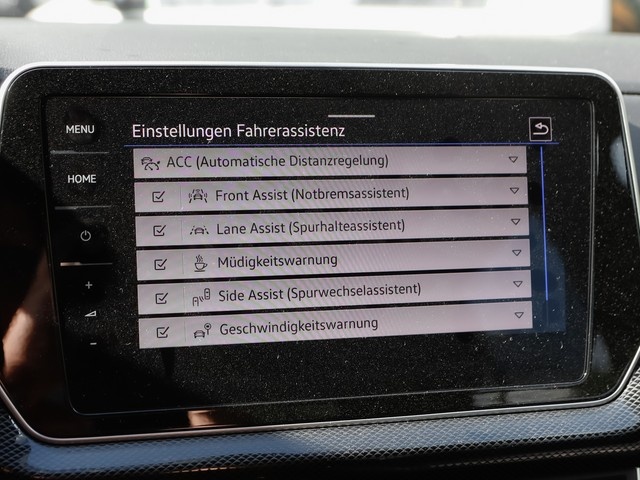 MENU
HOME
Einstellungen Fahrerassistenz
ACC (Automatische Distanzregelung)
Front Assist (Notbremsassistent)
Lane Assist (Spurhalteassistent)
Müdigkeitswarnung
Side Assist (Spurwechselassistent)
Geschwindigkeitswarnung